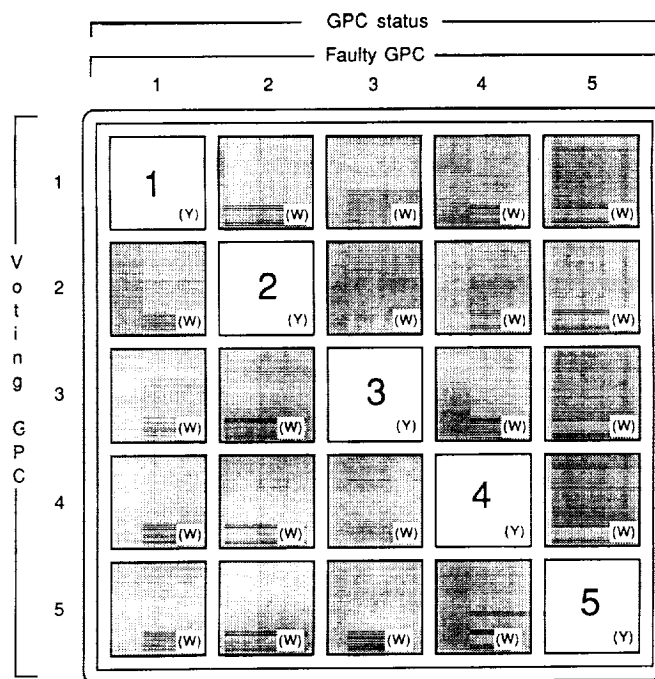 GPC status
Faulty GPC
1 2 3 4 5
Voting GPC
1 1 (Y) (W) (W) (W) (W)
2 (W) 2 (Y) (W) (W) (W)
3 (W) (W) 3 (Y) (W) (W)
4 (W) (W) (W) 4 (Y) (W)
5 (W) (W) (W) (W) 5 (Y)